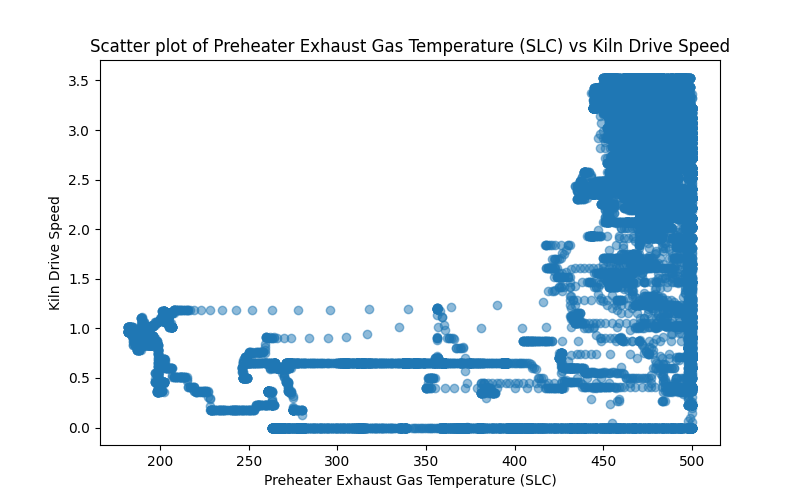 Scatter plot of Preheater Exhaust Gas Temperature (SLC) vs Kiln Drive Speed
3.5
3.0
2.5
2.0
1.5
1.0
0.5
0.0
Kiln Drive Speed
200 250 300 350 400 450 500
Preheater Exhaust Gas Temperature (SLC)